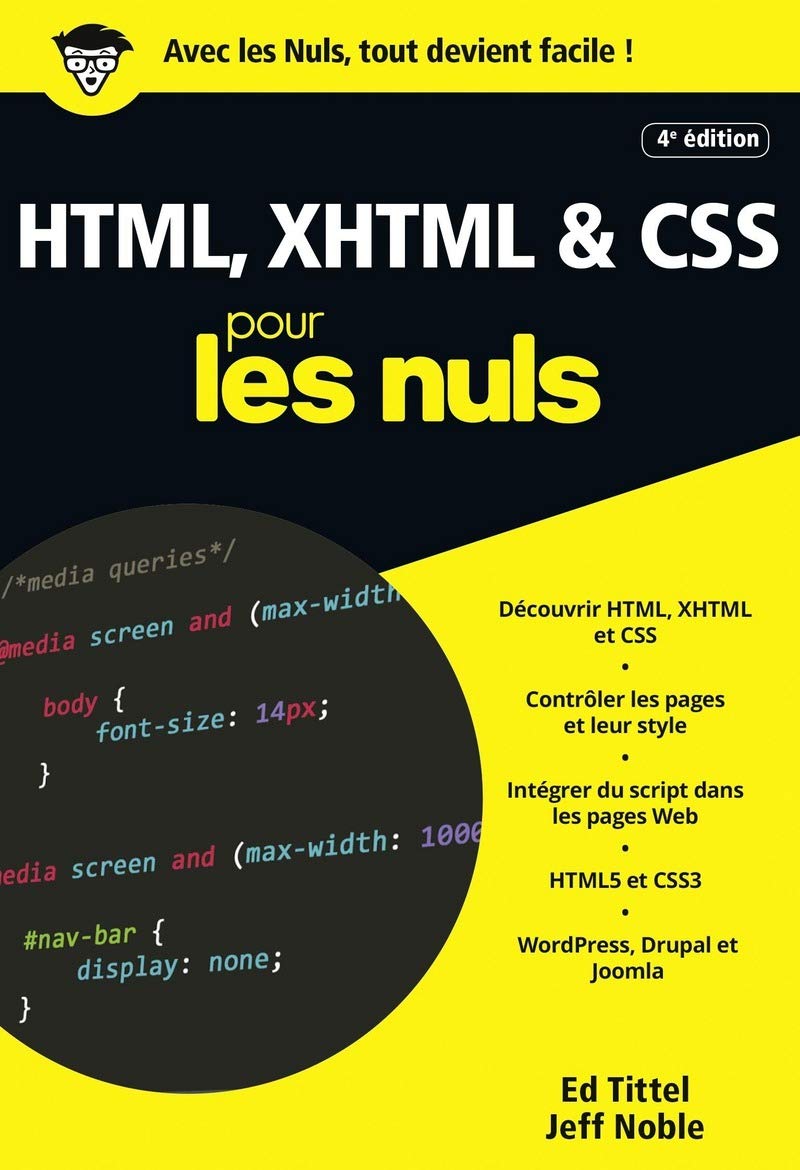 Avec les Nuls, tout devient facile !
4e édition
HTML, XHTML & CSS
pour
les nuls
/*media queries*/
@media screen and (max-width
body {
font-size: 14px;
}
media screen and (max-width: 1000
#nav-bar {
display: none;
}
Découvrir HTML, XHTML
et CSS
•
Contrôler les pages
et leur style
•
Intégrer du script dans
les pages Web
•
HTML5 et CSS3
•
WordPress, Drupal et
Joomla
Ed Tittel
Jeff Noble